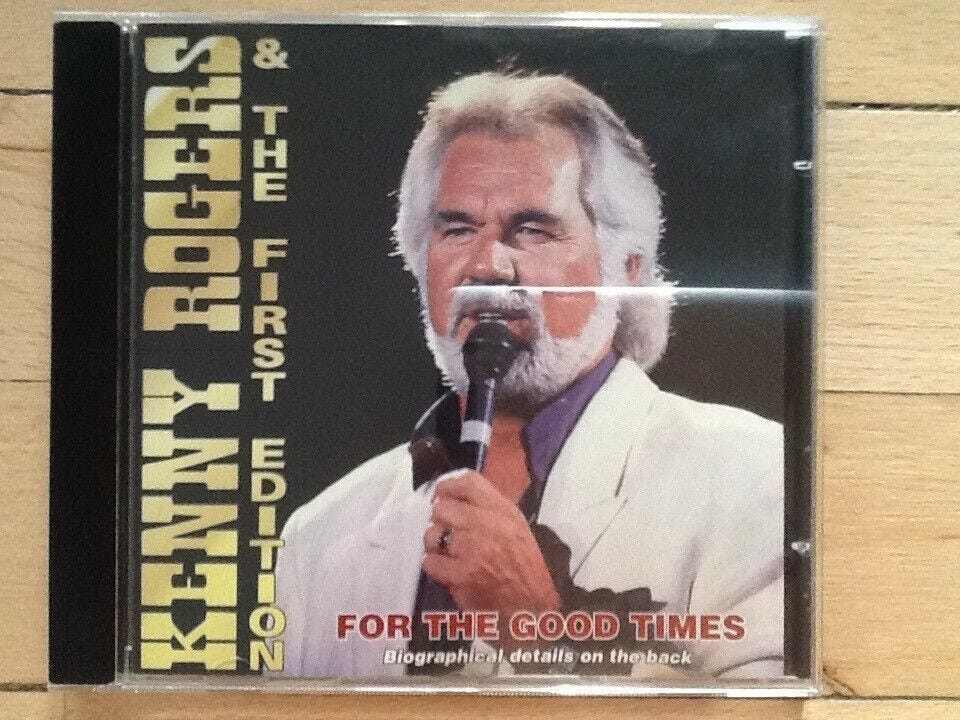 KENNY ROGERS
& THE FIRST EDITION
FOR THE GOOD TIMES
Biographical details on the back